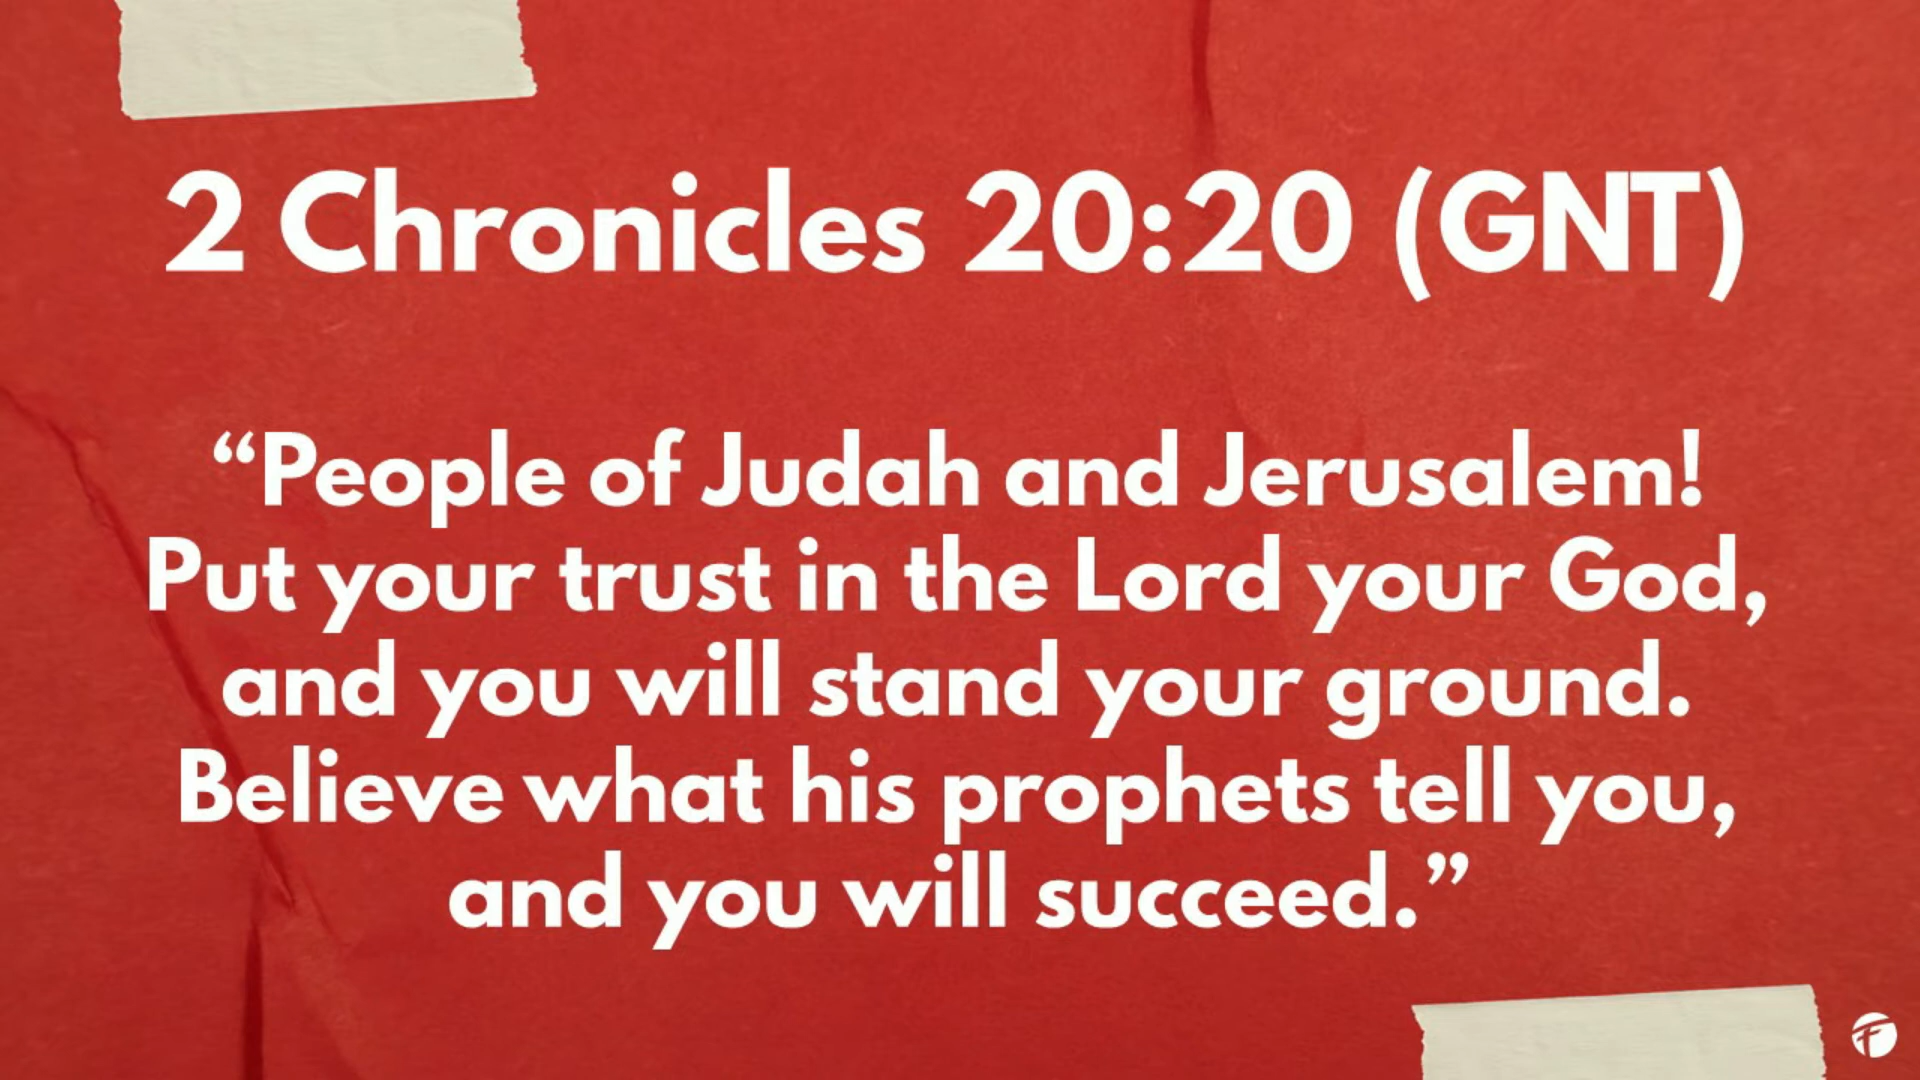 2 Chronicles 20:20 (GNT)
“People of Judah and Jerusalem!
Put your trust in the Lord your God,
and you will stand your ground.
Believe what his prophets tell you,
and you will succeed.”